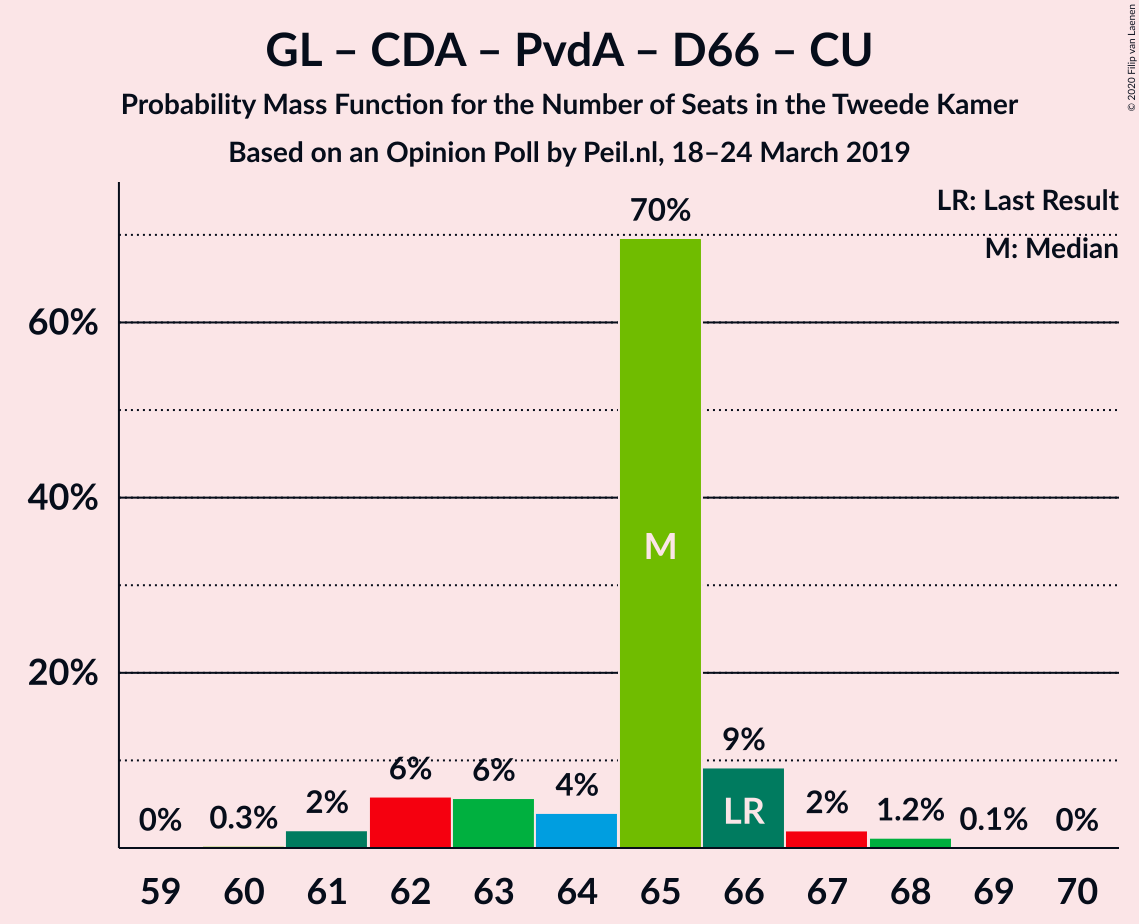 GL – CDA – PvdA – D66 – CU
Probability Mass Function for the Number of Seats in the Tweede Kamer
Based on an Opinion Poll by Peil.nl, 18–24 March 2019
© 2020 Filip van Laenen
LR: Last Result
M: Median
60%
40%
20%
0%
0.3%
2%
6%
6%
4%
70%
M
9%
LR
2%
1.2%
0.1%
0%
59 60 61 62 63 64 65 66 67 68 69 70